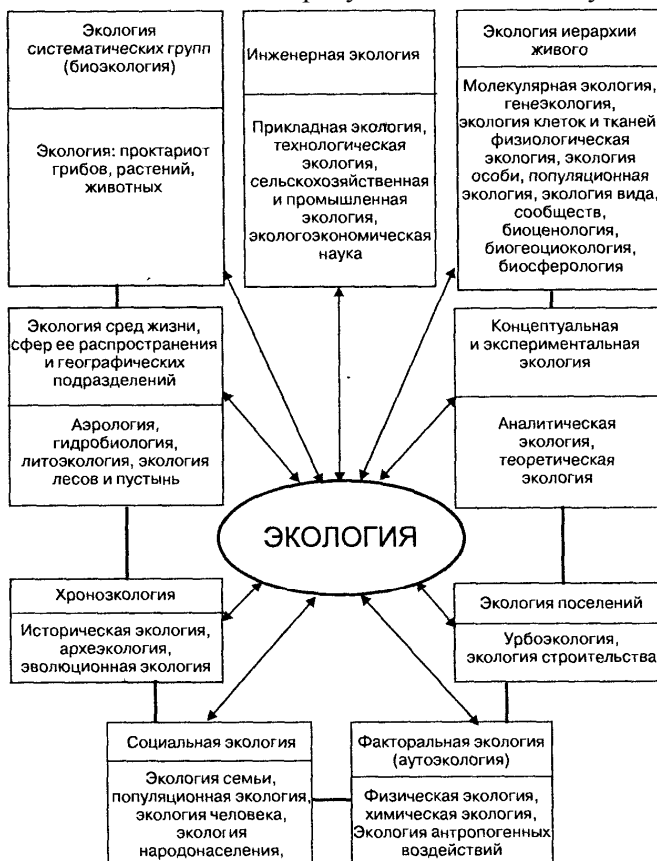 Экология
систематических групп
(биоэкология)
Экология: проктариот
грибов, растений,
животных
Инженерная экология
Прикладная экология,
технологическая
экология,
сельскохозяйственная
и промышленная
экология,
экологоэкономическая
наука
Экология иерархии
живого
Молекулярная экология,
генеэкология,
экология клеток и тканей
физиологическая
экология, экология
особи, популяционная
экология, экология вида,
сообществ,
биоценология,
биогеоциокология,
биосферология
Экология сред жизни,
сфер ее распространения
и географических
подразделений
Аэрология,
гидробиология,
литоэкология, экология
лесов и пустынь
Концептуальная
и экспериментальная
экология
Аналитическая
экология,
теоретическая
экология
ЭКОЛОГИЯ
Хроноэкология
Историческая экология,
археэкология,
эволюционная экология
Экология поселений
Урбоэкология,
экология строительства
Социальная экология
Экология семьи,
популяционная экология,
экология человека,
экология
народонаселения,
Факторальная экология
(аутоэкология)
Физическая экология,
химическая экология,
Экология антропогенных
воздействий